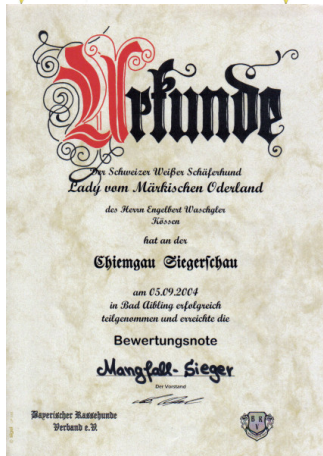 Urkunde
Der Schweizer Weißer Schäferhund
Lady vom Märkischen Oderland
des Herrn Engelbert Waschgler
Kössen
hat an der
Chiemgau Siegerschau
am 05.09.2004
in Bad Aibling erfolgreich
teilgenommen und erreichte die
Bewertungsnote
Mangfall-Sieger
Der Vorstand
Bayerischer Rassehunde
Verband e.V.
B R
V